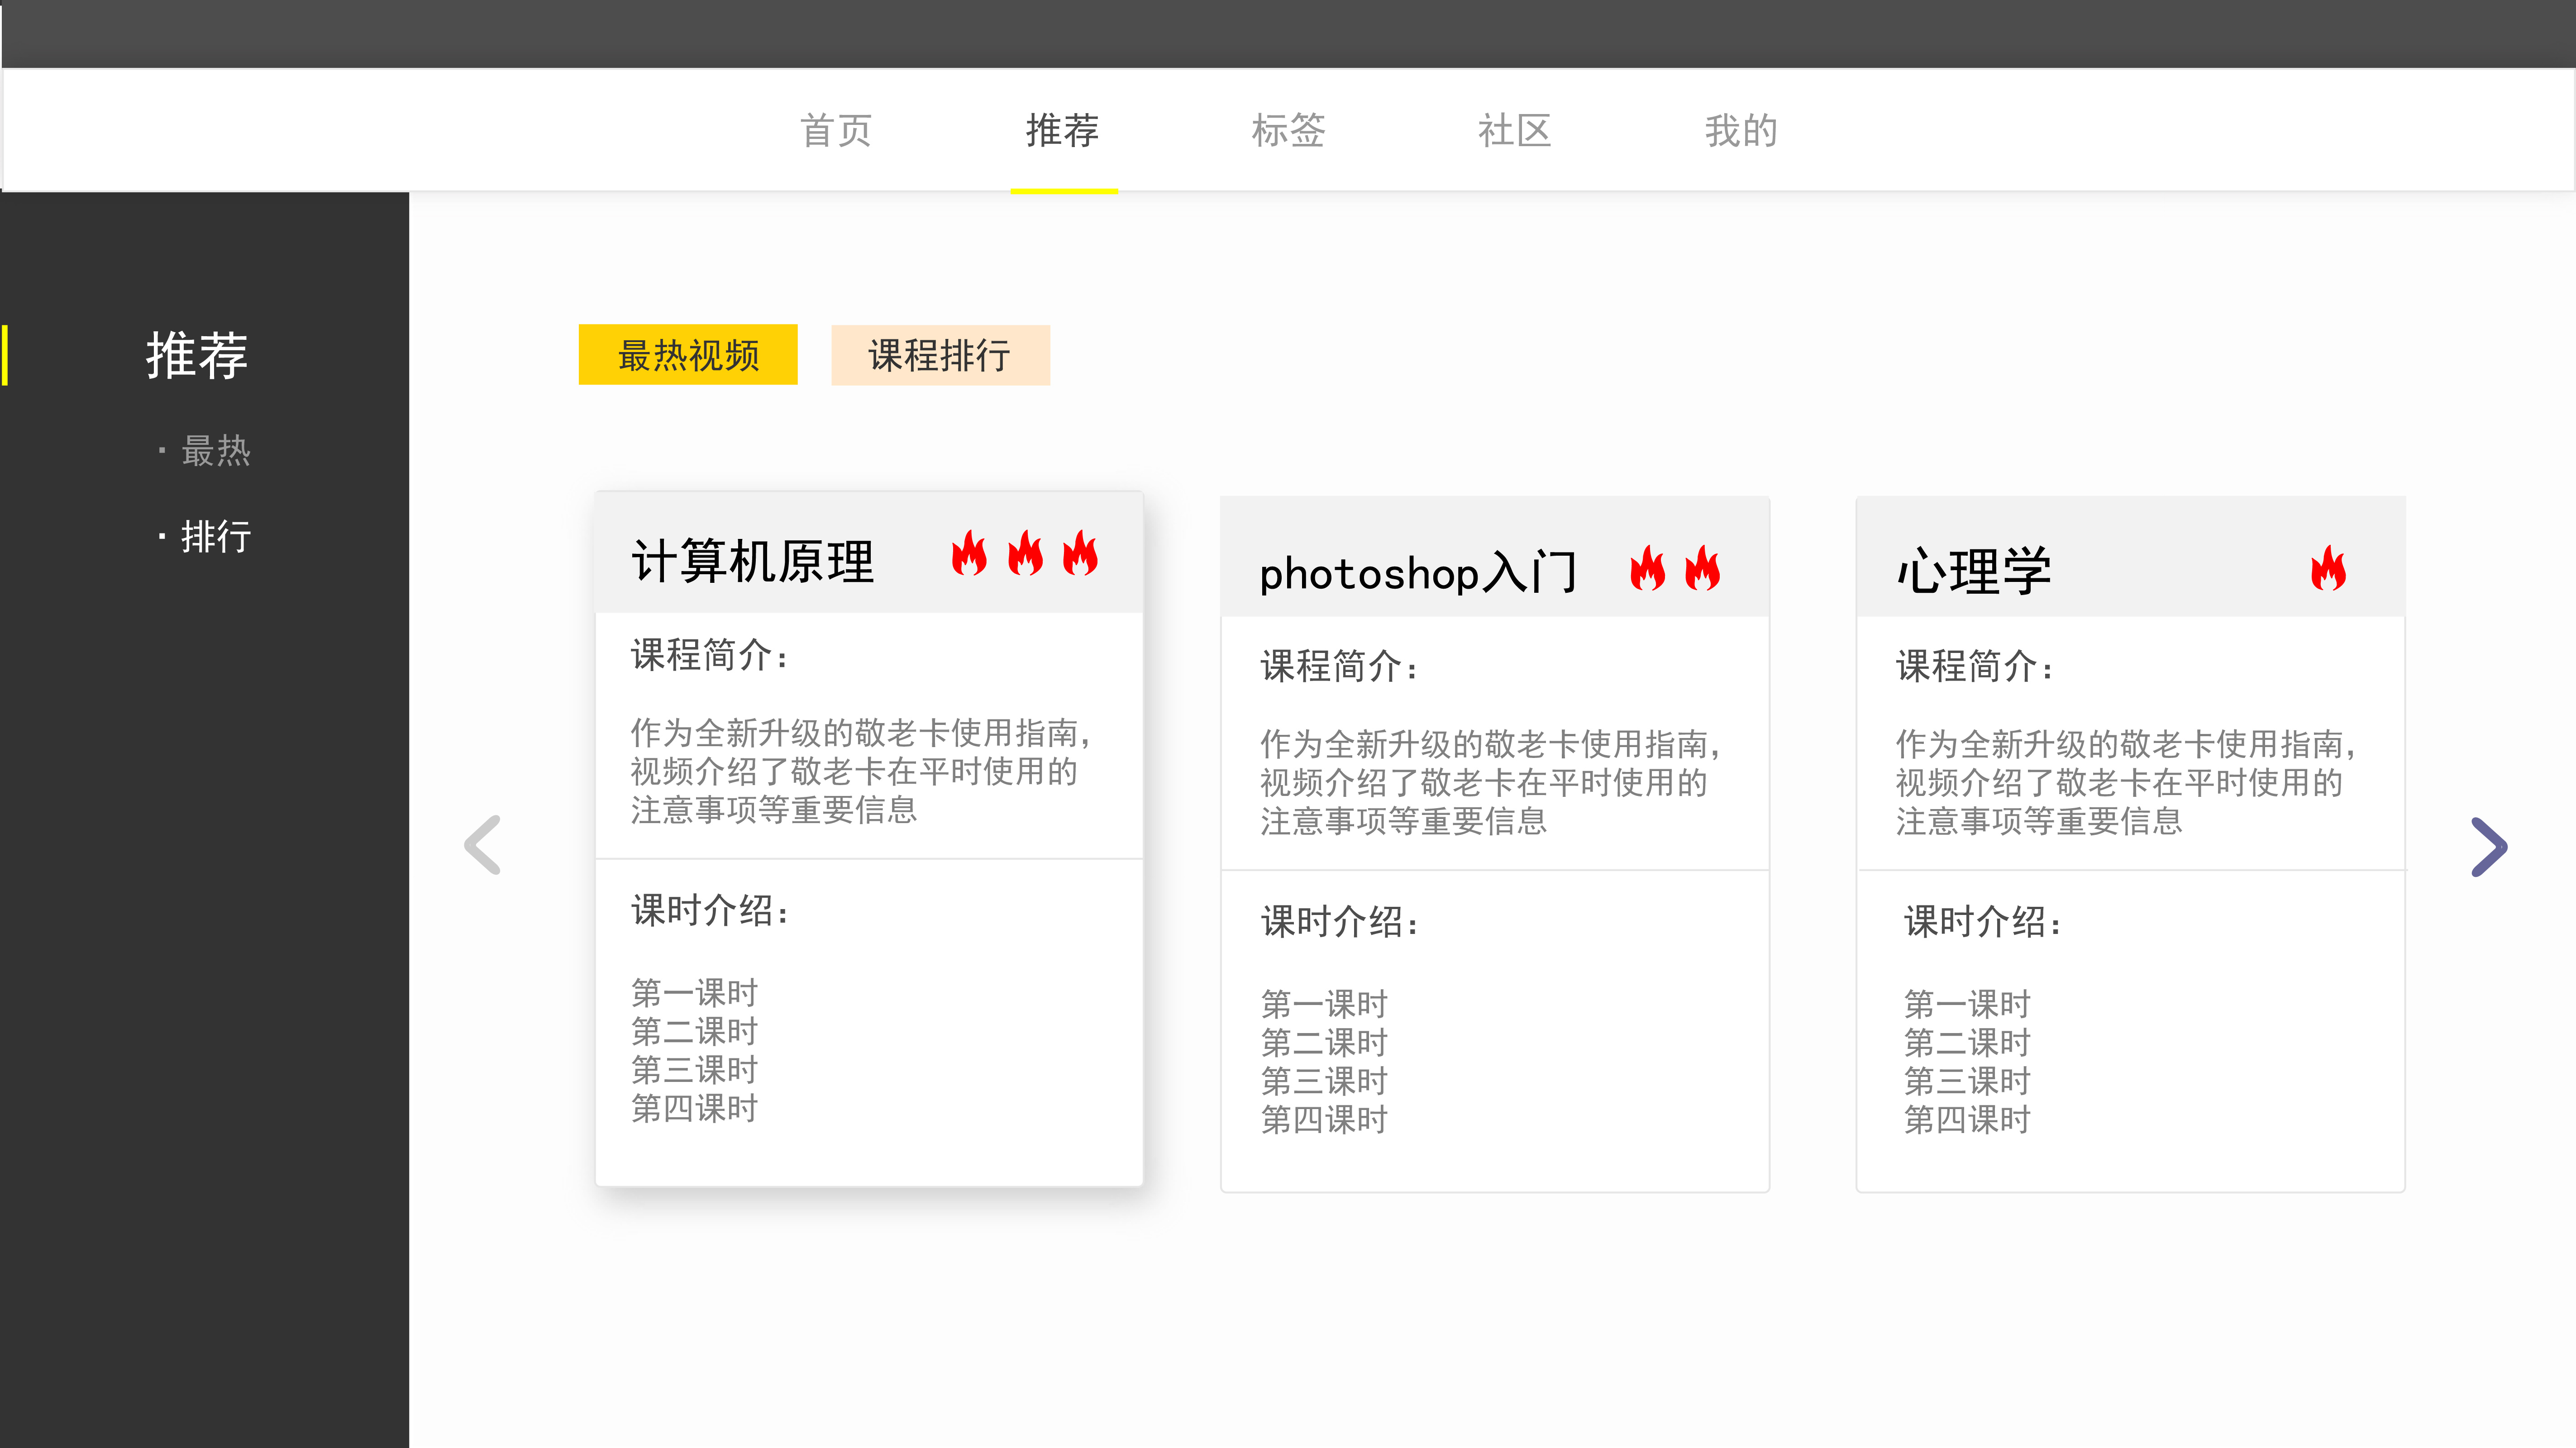 首页 推荐 标签 社区 我的
推荐
· 最热
· 排行
最热视频 课程排行
计算机原理
课程简介：
作为全新升级的敬老卡使用指南，
视频介绍了敬老卡在平时使用的
注意事项等重要信息
课时介绍：
第一课时
第二课时
第三课时
第四课时
photoshop入门
课程简介：
作为全新升级的敬老卡使用指南，
视频介绍了敬老卡在平时使用的
注意事项等重要信息
课时介绍：
第一课时
第二课时
第三课时
第四课时
心理学
课程简介：
作为全新升级的敬老卡使用指南，
视频介绍了敬老卡在平时使用的
注意事项等重要信息
课时介绍：
第一课时
第二课时
第三课时
第四课时